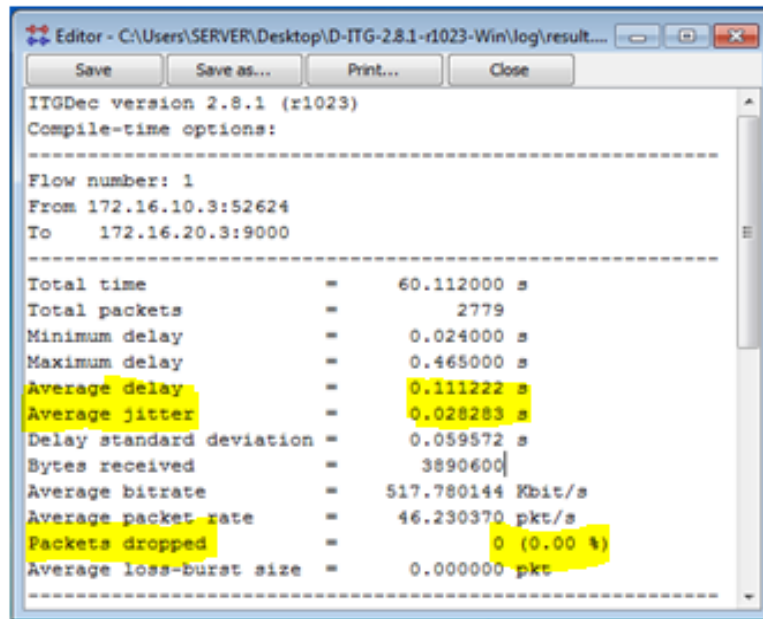 Editor - C:\Users\SERVER\Desktop\D-ITG-2.8.1-r1023-Win\log\result....
Save Save as... Print... Close
ITGDec version 2.8.1 (r1023)
Compile-time options:
----------------------------------------------------------
Flow number: 1
From 172.16.10.3:52624
To 172.16.20.3:9000
----------------------------------------------------------
Total time = 60.112000 s
Total packets = 2779
Minimum delay = 0.024000 s
Maximum delay = 0.465000 s
Average delay = 0.111222 s
Average jitter = 0.028283 s
Delay standard deviation = 0.059572 s
Bytes received = 3890600
Average bitrate = 517.780144 Kbit/s
Average packet rate = 46.230370 pkt/s
Packets dropped = 0 (0.00 %)
Average loss-burst size = 0.000000 pkt
----------------------------------------------------------